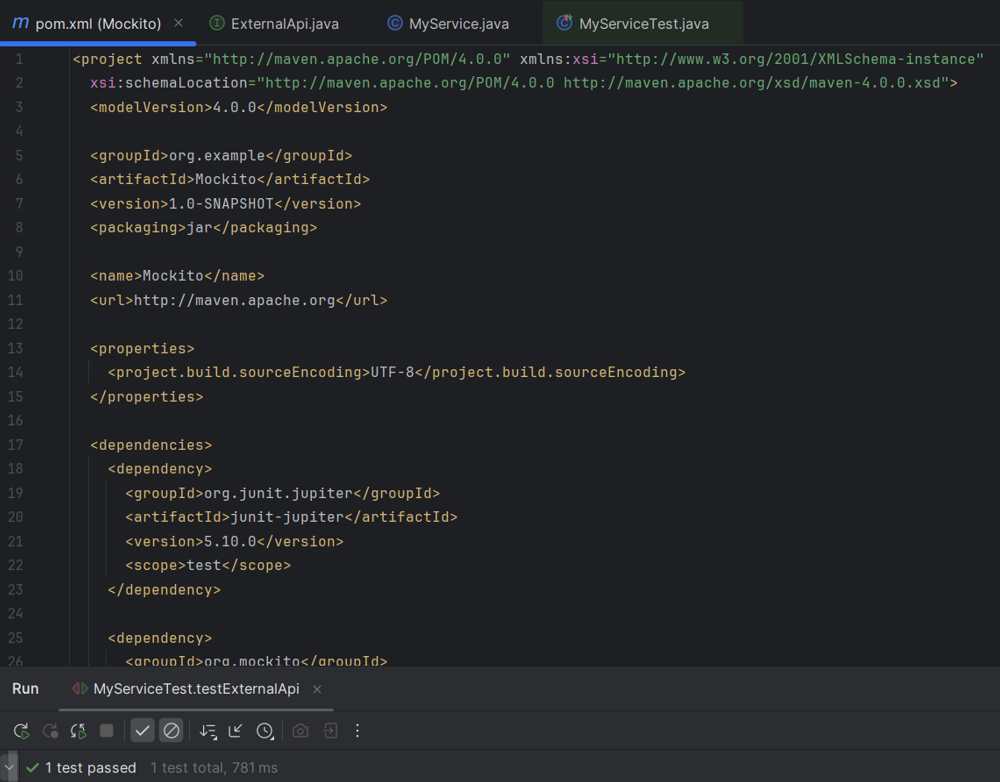 pom.xml (Mockito) ExternalApi.java MyService.java MyServiceTest.java
1 <project xmlns="http://maven.apache.org/POM/4.0.0" xmlns:xsi="http://www.w3.org/2001/XMLSchema-instance"
2 xsi:schemaLocation="http://maven.apache.org/POM/4.0.0 http://maven.apache.org/xsd/maven-4.0.0.xsd">
3 <modelVersion>4.0.0</modelVersion>
4
5 <groupId>org.example</groupId>
6 <artifactId>Mockito</artifactId>
7 <version>1.0-SNAPSHOT</version>
8 <packaging>jar</packaging>
9
10 <name>Mockito</name>
11 <url>http://maven.apache.org</url>
12
13 <properties>
14 <project.build.sourceEncoding>UTF-8</project.build.sourceEncoding>
15 </properties>
16
17 <dependencies>
18 <dependency>
19 <groupId>org.junit.jupiter</groupId>
20 <artifactId>junit-jupiter</artifactId>
21 <version>5.10.0</version>
22 <scope>test</scope>
23 </dependency>
24
25 <dependency>
26 <groupId>org.mockito</groupId>
Run MyServiceTest.testExternalApi
1 test passed 1 test total, 781 ms